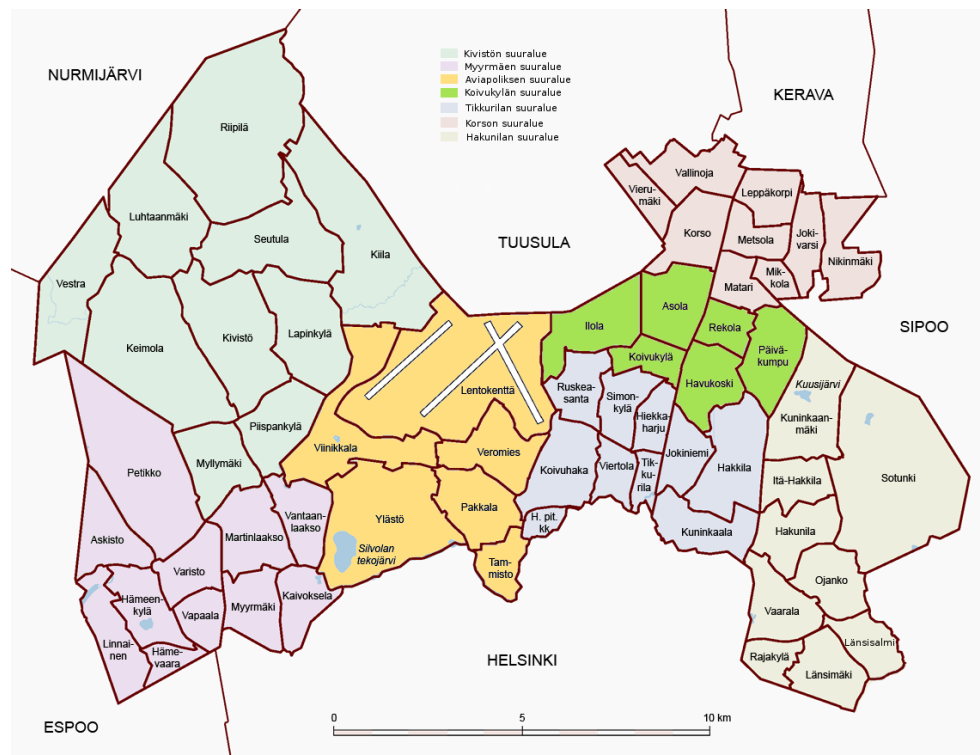 NURMIJÄRVI
Kivistön suuralue
Myyrmäen suuralue
Aviapoliksen suuralue
Koivukylän suuralue
Tikkurilan suuralue
Korson suuralue
Hakunilan suuralue
KERAVA
Riipilä
Vallinoja
Vieru-
mäki
Leppäkorpi
Luhtaanmäki
Seutula
Kiila
TUUSULA
Korso
Metsola
Joki-
varsi
Nikinmäki
Vestra
Matari
Mik-
kola
Keimola
Kivistö
Lapinkylä
Ilola
Asola
Rekola
SIPOO
Päivä-
kumpu
Koivukylä
Havukoski
Kuusijärvi
Lentokenttä
Ruskea-
santa
Simon-
kylä
Hiekka-
harju
Kuninkaan-
mäki
Piispankylä
Viinikkala
Veromies
Myllymäki
Petikko
Koivuhaka
Viertola
Tik-
ku-
rila
Jokiniemi
Hakkila
Itä-Hakkila
Sotunki
Vantaan-
laakso
Martinlaakso
Ylästö
Pakkala
H. pit.
kk.
Kuninkaala
Hakunila
Askisto
Silvolan
tekojärvi
Tam-
misto
Varisto
Ojanko
Hämeen-
kylä
Vapaala
Myyrmäki
Kaivoksela
Vaarala
Linnai-
nen
Häme-
vaara
Länsisalmi
Rajakylä
Länsimäki
HELSINKI
ESPOO
0
5
10 km